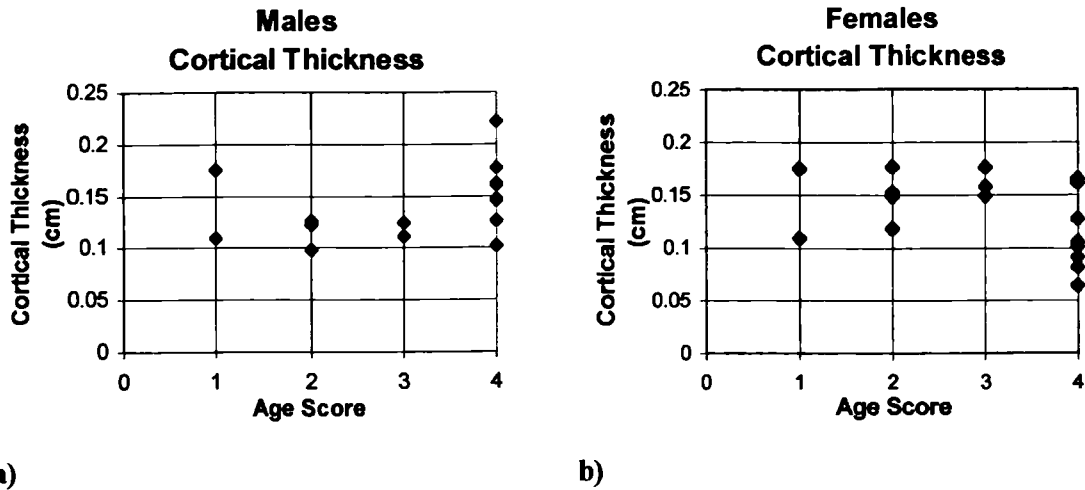 Males
Cortical Thickness
0.25
0.2
0.15
0.1
0.05
0
Cortical Thickness
(cm)
0 1 2 3 4
Age Score
a)
Females
Cortical Thickness
0.25
0.2
0.15
0.1
0.05
0
Cortical Thickness
(cm)
0 1 2 3 4
Age Score
b)